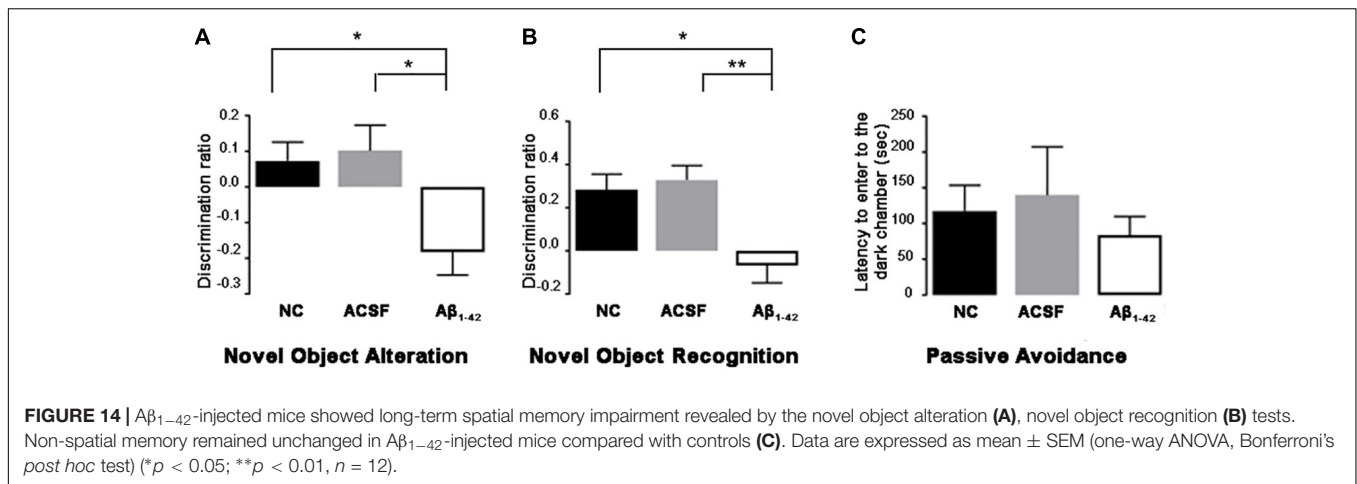 A
*
*
Discrimination ratio
0.2
0.1
0.0
-0.1
-0.2
-0.3
NC ACSF Aβ1-42
Novel Object Alteration
B
*
**
Discrimination ratio
0.6
0.4
0.2
0.0
-0.2
NC ACSF Aβ1-42
Novel Object Recognition
C
Latency to enter to the
dark chamber (sec)
250
200
150
100
50
0
NC ACSF Aβ1-42
Passive Avoidance
FIGURE 14 | Aβ1−42-injected mice showed long-term spatial memory impairment revealed by the novel object alteration (A), novel object recognition (B) tests.
Non-spatial memory remained unchanged in Aβ1−42-injected mice compared with controls (C). Data are expressed as mean ± SEM (one-way ANOVA, Bonferroni's
post hoc test) (*p < 0.05; **p < 0.01, n = 12).